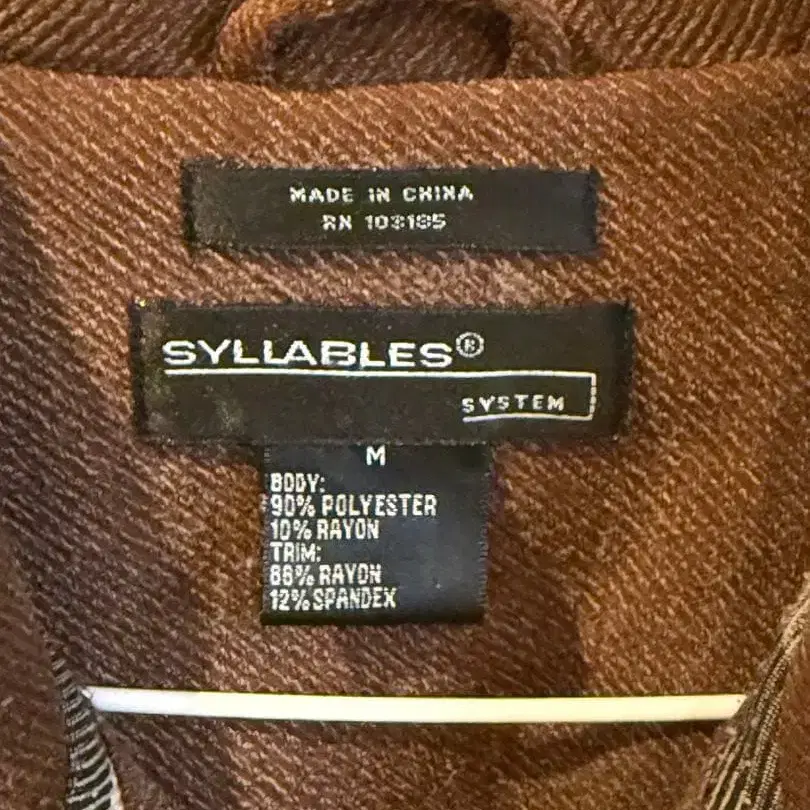 MADE IN CHINA
RN 103185
SYLLABLES®
SYSTEM
M
BODY:
90% POLYESTER
10% RAYON
TRIM:
88% RAYON
12% SPANDEX